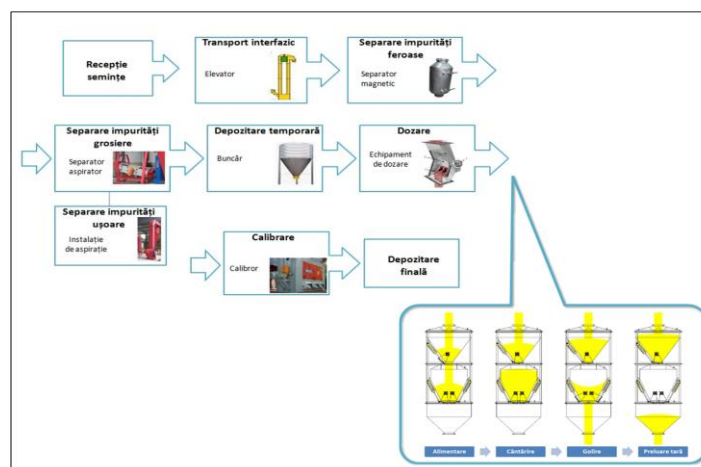 Recepție
semințe
Transport interfazic
Elevator
Separare impurități
feroase
Separator
magnetic
Separare impurități
grosiere
Separator
aspirator
Depozitare temporară
Buncăr
Dozare
Echipament
de dozare
Separare impurități
ușoare
Instalație
de aspirație
Calibrare
Calibror
Depozitare
finală
Alimentare
Cântărire
Golire
Preluare tară